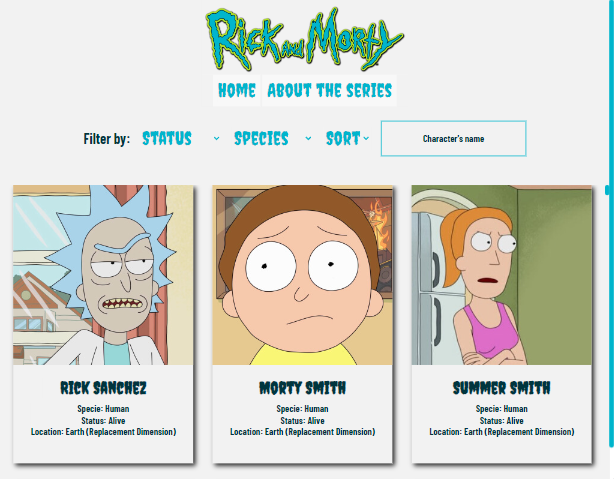 Rick and Morty
HOME ABOUT THE SERIES
Filter by: STATUS SPECIES SORT Character's name
RICK SANCHEZ
Specie: Human
Status: Alive
Location: Earth (Replacement Dimension)
MORTY SMITH
Specie: Human
Status: Alive
Location: Earth (Replacement Dimension)
SUMMER SMITH
Specie: Human
Status: Alive
Location: Earth (Replacement Dimension)